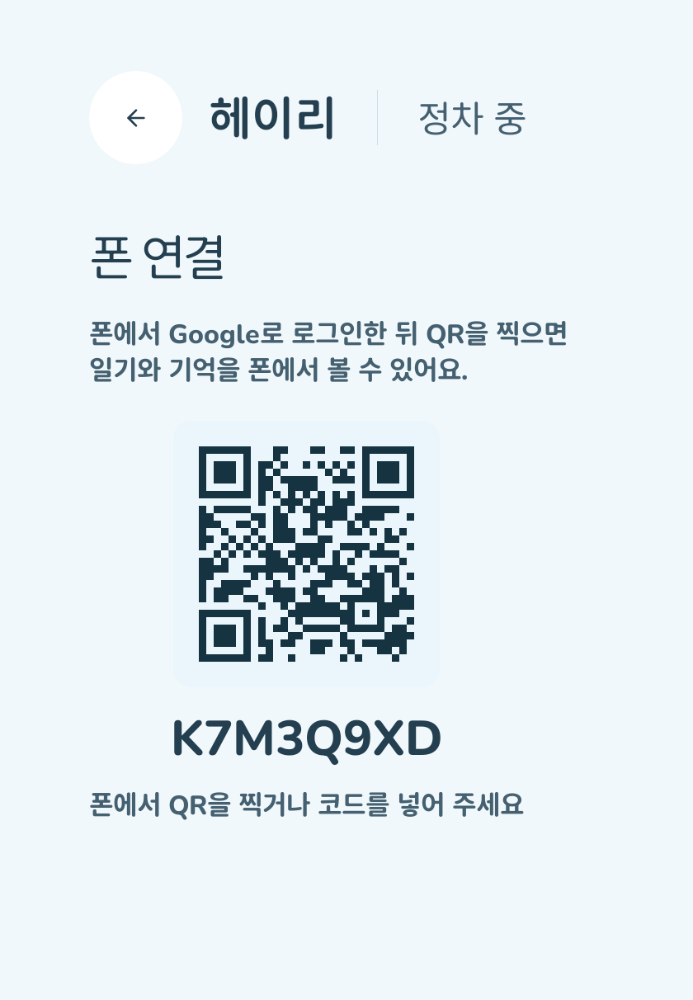 헤이리
정차 중
폰 연결
폰에서 Google로 로그인한 뒤 QR을 찍으면
일기와 기억을 폰에서 볼 수 있어요.
K7M3Q9XD
폰에서 QR을 찍거나 코드를 넣어 주세요